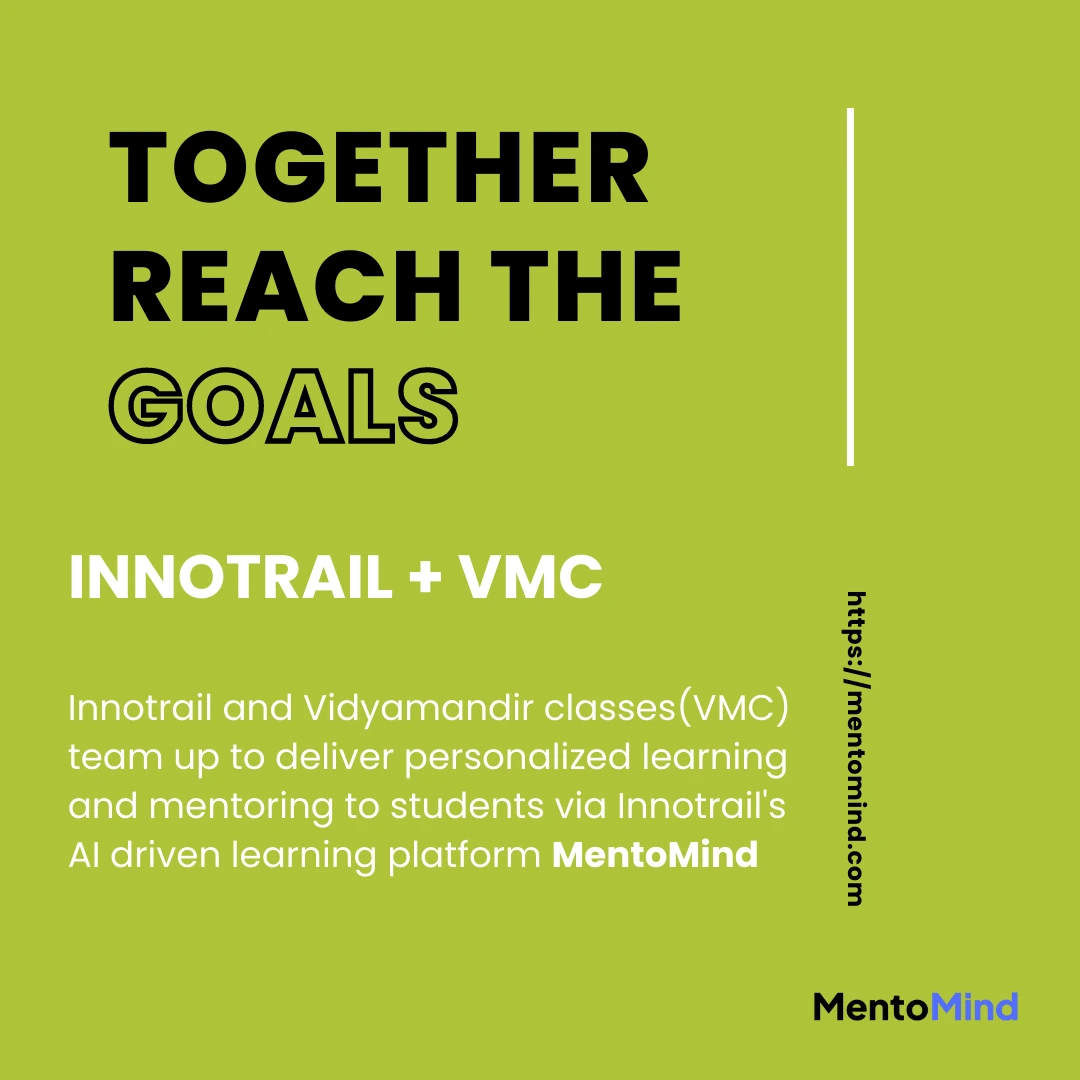 TOGETHER
REACH THE
GOALS
INNOTRAIL + VMC
Innotrail and Vidyamandir classes(VMC)
team up to deliver personalized learning
and mentoring to students via Innotrail's
AI driven learning platform MentoMind
https://mentomind.com
MentoMind